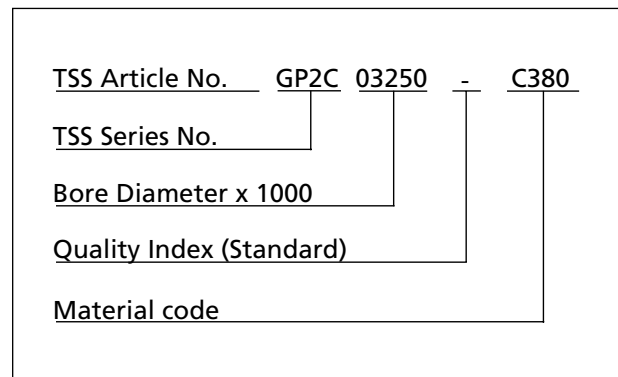 TSS Article No. GP2C 03250 - C380
TSS Series No.
Bore Diameter x 1000
Quality Index (Standard)
Material code